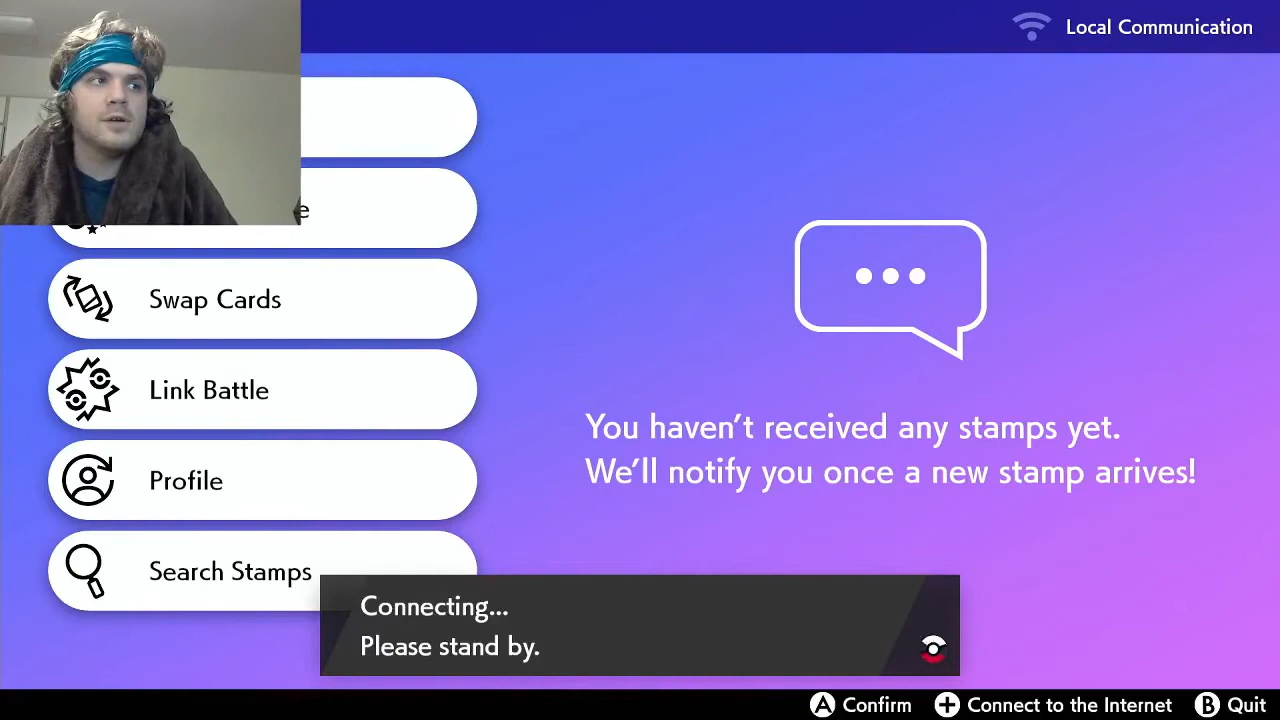 Local Communication
Swap Cards
Link Battle
Profile
Search Stamps
You haven't received any stamps yet.
We'll notify you once a new stamp arrives!
Connecting...
Please stand by.
Confirm
Connect to the Internet
Quit